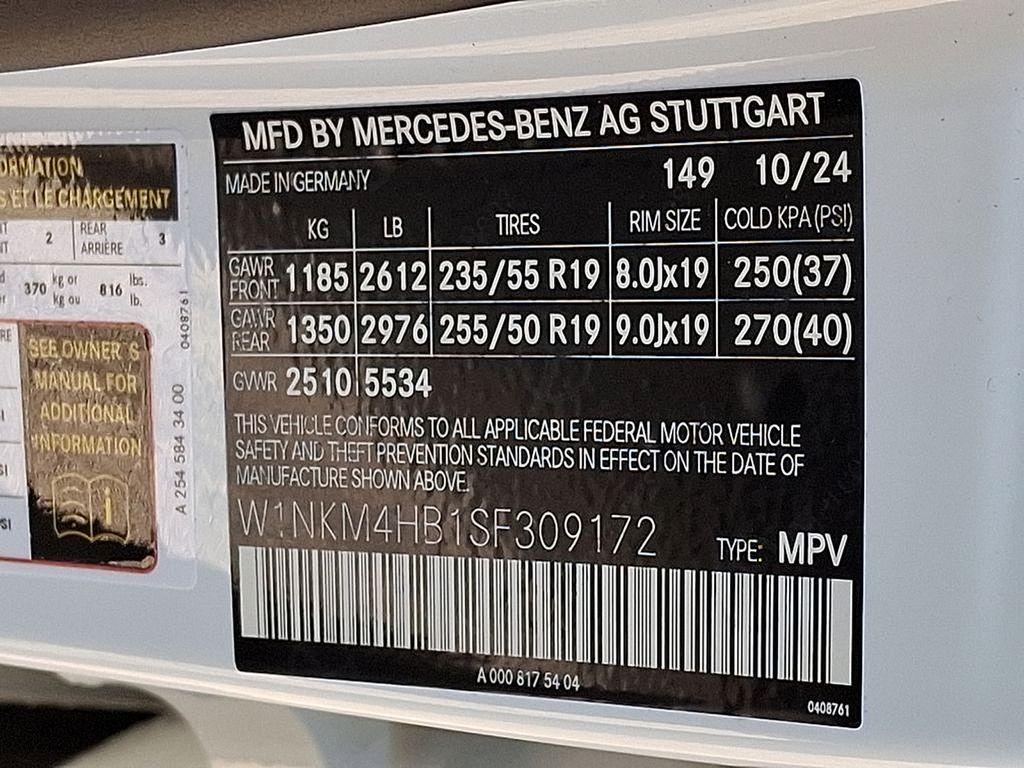 MFD BY MERCEDES-BENZ AG STUTTGART
MADE IN GERMANY 149 10/24
KG LB TIRES RIM SIZE COLD KPA (PSI)
GAWR FRONT 1185 2612 235/55 R19 8.0Jx19 250(37)
GAWR REAR 1350 2976 255/50 R19 9.0Jx19 270(40)
GVWR 2510 5534
THIS VEHICLE CONFORMS TO ALL APPLICABLE FEDERAL MOTOR VEHICLE
SAFETY AND THEFT PREVENTION STANDARDS IN EFFECT ON THE DATE OF
MANUFACTURE SHOWN ABOVE.
W1NKM4HB1SF309172
TYPE: MPV
A 000 817 54 04
0408761
ET LE CHARGEMENT
2 REAR 3
ARRIÈRE
370 kg or 816 lbs.
kg ou lb.
SEE OWNER'S
MANUAL FOR
ADDITIONAL
INFORMATION
i
0408761
A 254 584 34 00